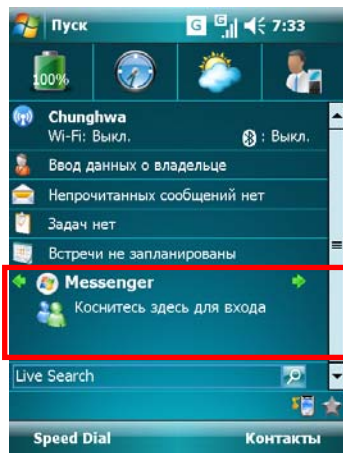 Пуск G G 7:33
100%
Chunghwa
Wi-Fi: Выкл. : Выкл.
Ввод данных о владельце
Непрочитанных сообщений нет
Задач нет
Встречи не запланированы
Messenger
Коснитесь здесь для входа
Live Search
Speed Dial Контакты